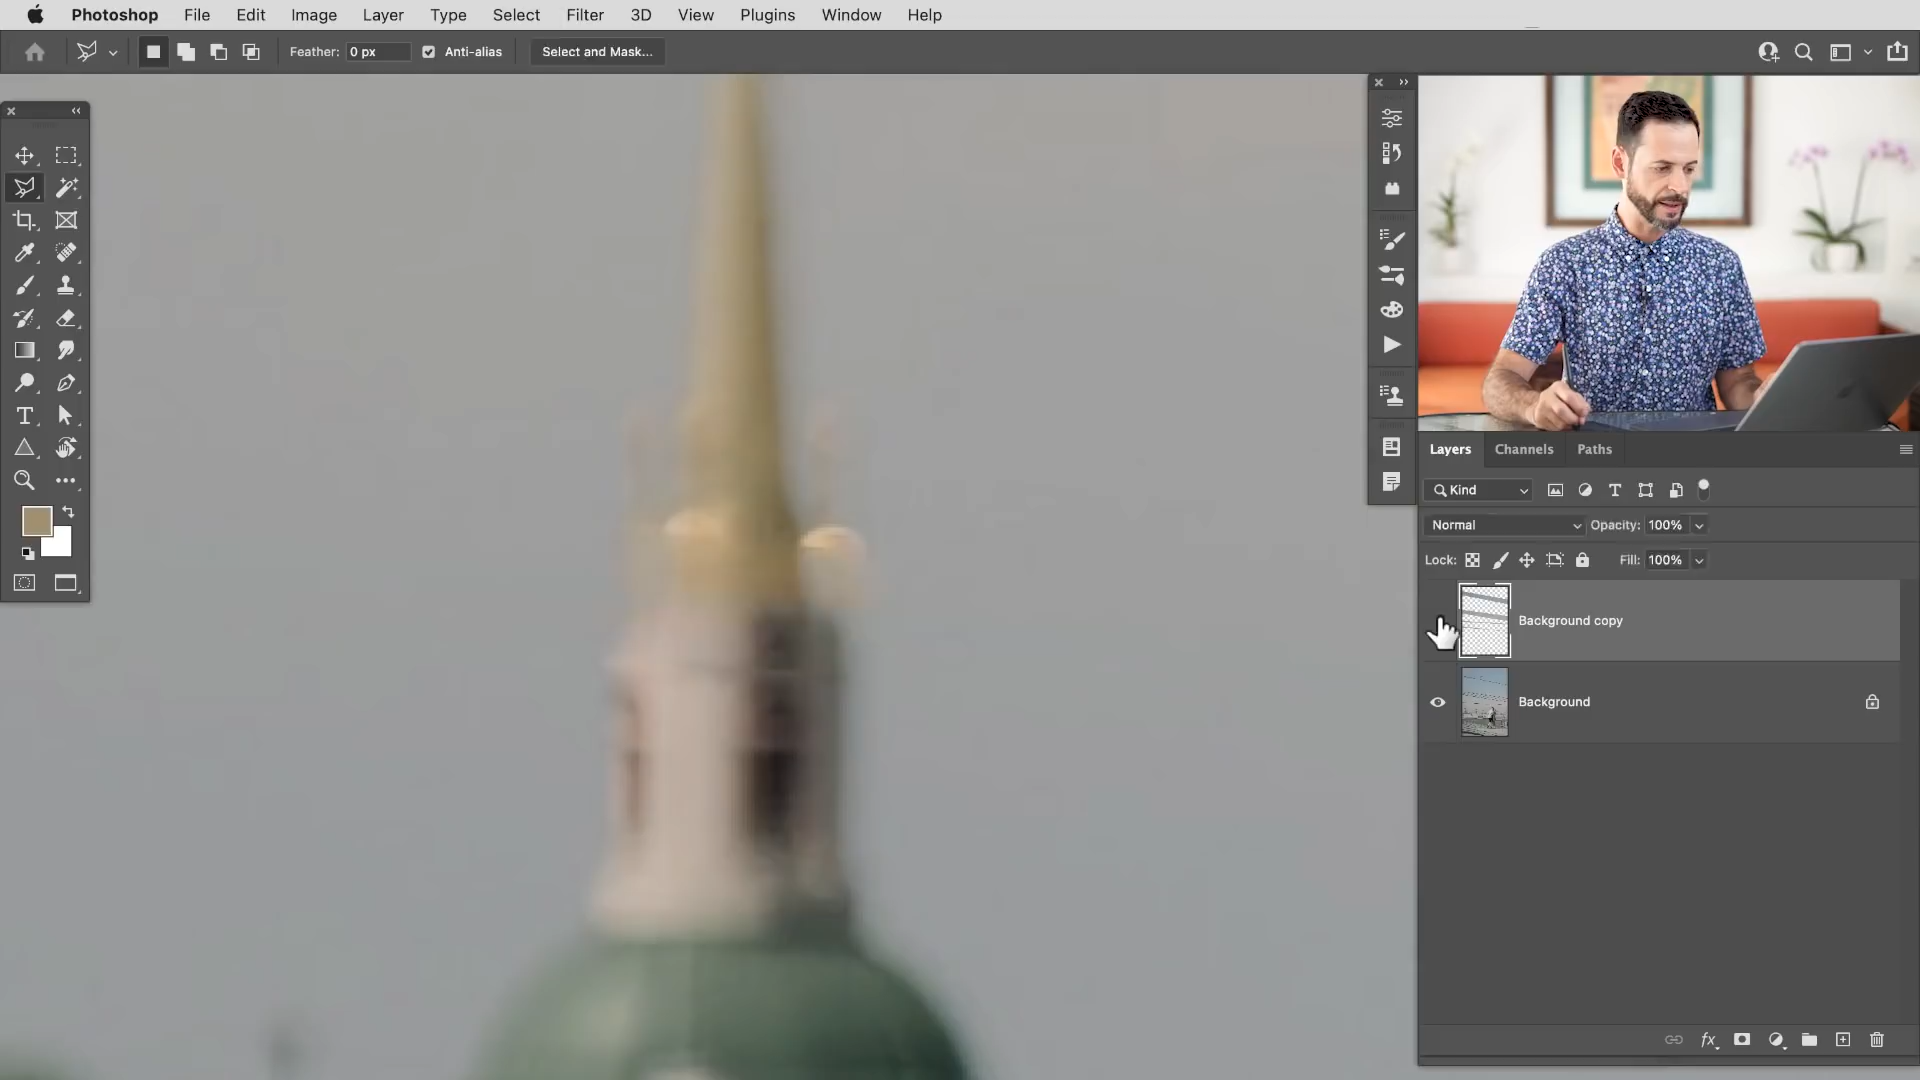 Photoshop File Edit Image Layer Type Select Filter 3D View Plugins Window Help
Feather: 0 px Anti-alias Select and Mask...
Layers Channels Paths
Kind
Normal Opacity: 100%
Lock: Fill: 100%
Background copy
Background